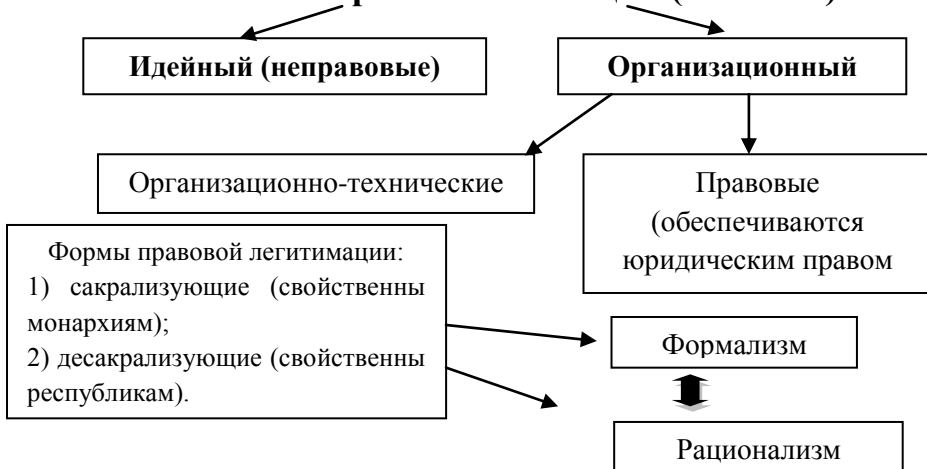 Идейный (неправовые)
Организационный
Организационно-технические
Правовые
(обеспечиваются
юридическим правом
Формы правовой легитимации:
1) сакрализующие (свойственны
монархиям);
2) десакрализующие (свойственны
республикам).
Формализм
Рационализм